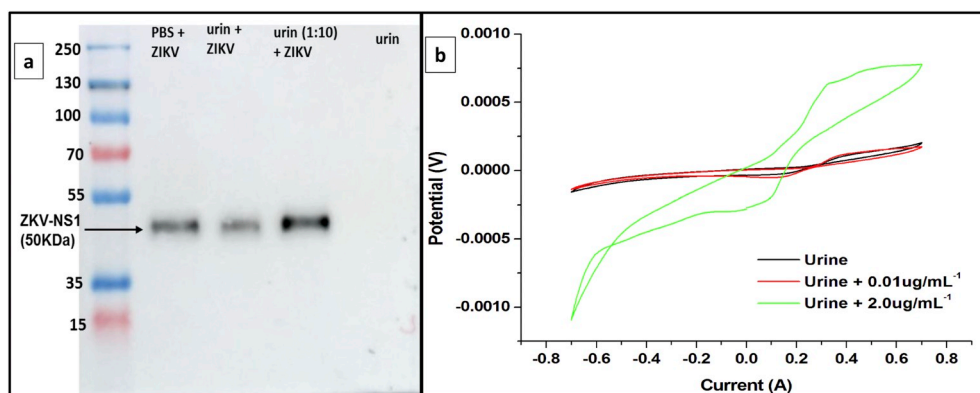 a
PBS +
ZIKV
urin +
ZIKV
urin (1:10)
+ ZIKV
urin
250
130
100
70
55
ZKV-NS1
(50KDa)
35
15
b
0.0010
0.0005
0.0000
-0.0005
-0.0010
Potential (V)
Urine
Urine + 0.01ug/mL⁻¹
Urine + 2.0ug/mL⁻¹
-0.8 -0.6 -0.4 -0.2 0.0 0.2 0.4 0.6 0.8
Current (A)